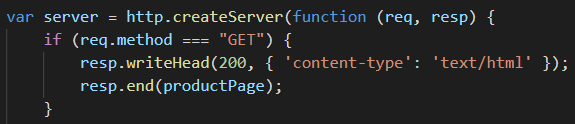 var server = http.createServer(function (req, resp) {
    if (req.method === "GET") {
        resp.writeHead(200, { 'content-type': 'text/html' });
        resp.end(productPage);
    }